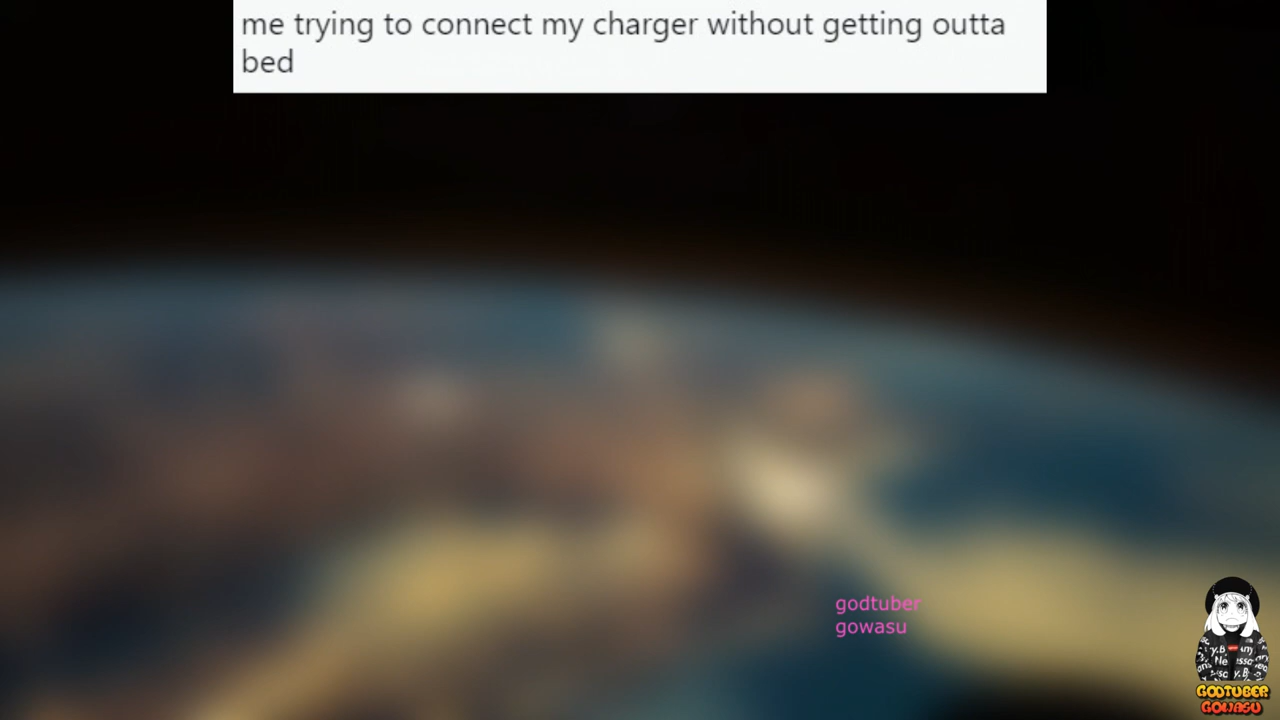 me trying to connect my charger without getting outta
bed
godtuber
gowasu
GODTUBER
GOWASU